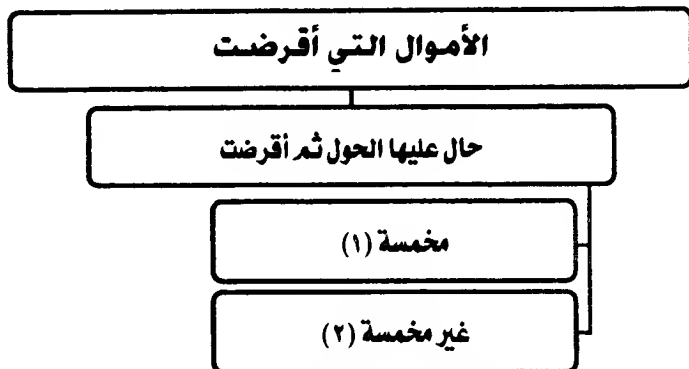 الأموال التي أقرضت
حال عليها الحول ثم أقرضت
مخمسة (١)
غير مخمسة (٢)